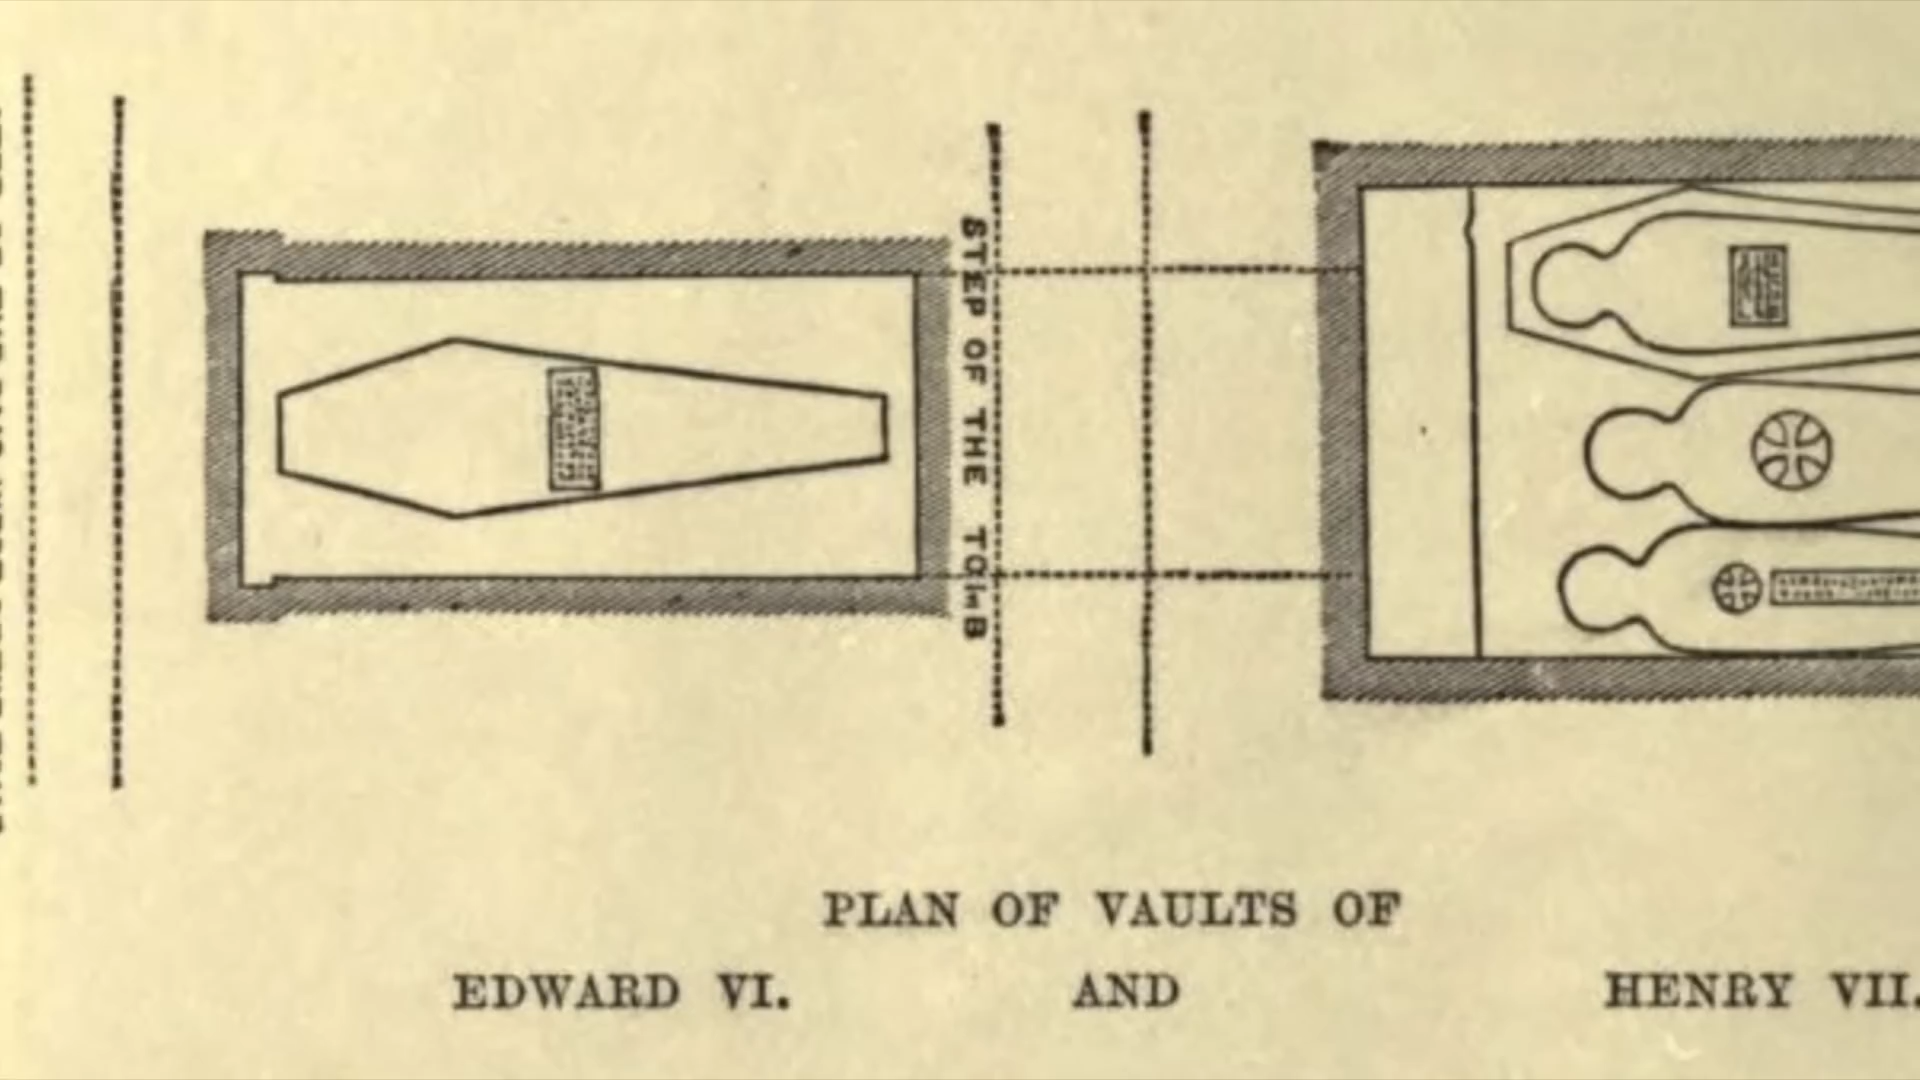 STEP OF THE TOMB
PLAN OF VAULTS OF
EDWARD VI. AND HENRY VII.